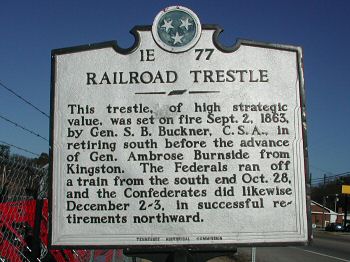 1E 77
RAILROAD TRESTLE
This trestle, of high strategic
value, was set on fire Sept. 2, 1863,
by Gen. S. B. Buckner, C. S. A., in
retiring south before the advance
of Gen. Ambrose Burnside from
Kingston. The Federals ran off
a train from the south end Oct. 28,
and the Confederates did likewise
December 2-3, in successful re-
tirements northward.
TENNESSEE HISTORICAL COMMISSION